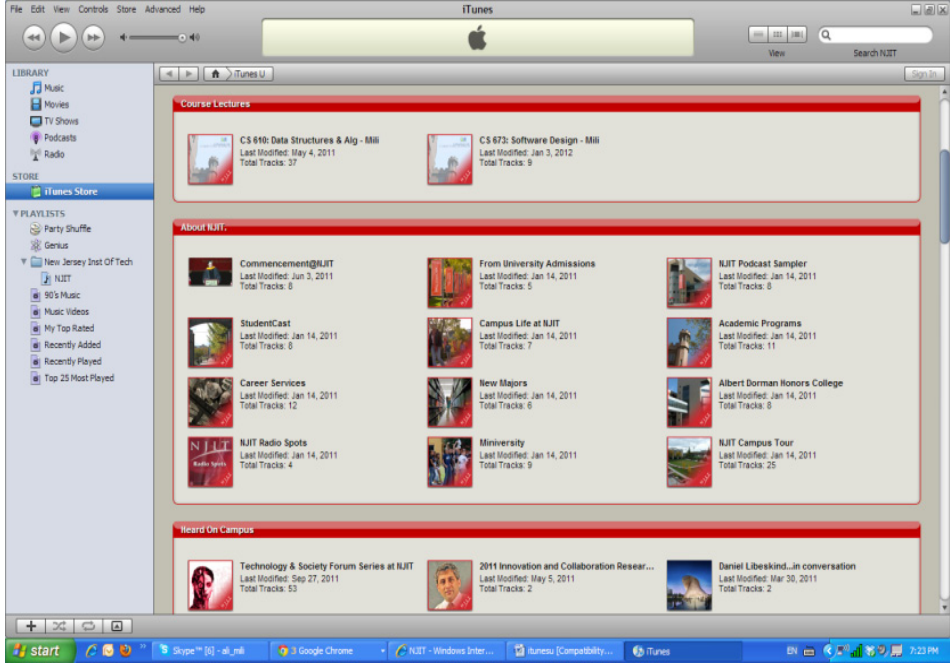 File Edit View Controls Store Advanced Help
iTunes
View
Search NJIT
LIBRARY
Music
Movies
TV Shows
Podcasts
Radio
STORE
iTunes Store
PLAYLISTS
Party Shuffle
Genius
New Jersey Inst Of Tech
NJIT
90's Music
Music Videos
My Top Rated
Recently Added
Recently Played
Top 25 Most Played
iTunes U
Sign In
Course Lectures
CS 610: Data Structures & Alg - Mili
Last Modified: May 4, 2011
Total Tracks: 37
CS 673: Software Design - Mili
Last Modified: Jan 3, 2012
Total Tracks: 9
About NJIT.
Commencement@NJIT
Last Modified: Jun 3, 2011
Total Tracks: 8
From University Admissions
Last Modified: Jan 14, 2011
Total Tracks: 5
NJIT Podcast Sampler
Last Modified: Jan 14, 2011
Total Tracks: 8
StudentCast
Last Modified: Jan 14, 2011
Total Tracks: 8
Campus Life at NJIT
Last Modified: Jan 14, 2011
Total Tracks: 7
Academic Programs
Last Modified: Jan 14, 2011
Total Tracks: 11
Career Services
Last Modified: Jan 14, 2011
Total Tracks: 12
New Majors
Last Modified: Jan 14, 2011
Total Tracks: 6
Albert Dorman Honors College
Last Modified: Jan 14, 2011
Total Tracks: 8
NJIT
Radio Spots
NJIT Radio Spots
Last Modified: Jan 14, 2011
Total Tracks: 4
Miniversity
Last Modified: Jan 14, 2011
Total Tracks: 9
NJIT Campus Tour
Last Modified: Jan 14, 2011
Total Tracks: 25
Heard On Campus
Technology & Society Forum Series at NJIT
Last Modified: Sep 27, 2011
Total Tracks: 53
2011 Innovation and Collaboration Resear...
Last Modified: May 5, 2011
Total Tracks: 2
Daniel Libeskind...in conversation
Last Modified: Mar 30, 2011
Total Tracks: 2
start
Skype™ [6] - ali_mili
3 Google Chrome
NJIT - Windows Inter...
itunesu [Compatibility...
iTunes
EN
7:23 PM